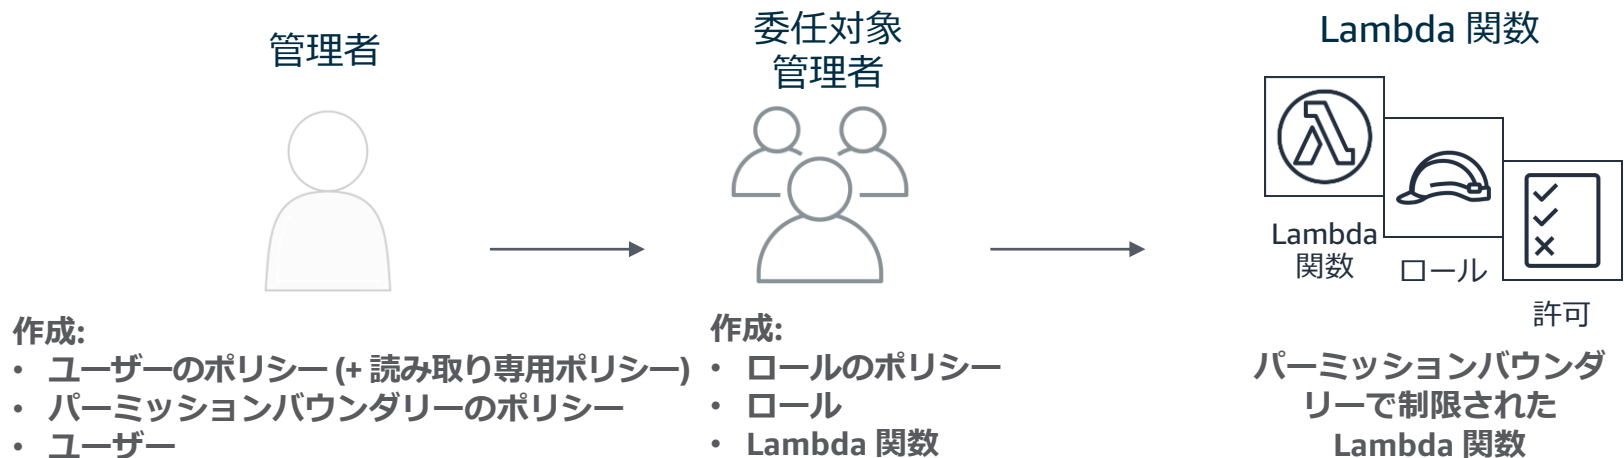 管理者
作成:
• ユーザーのポリシー (+ 読み取り専用ポリシー)
• パーミッションバウンダリーのポリシー
• ユーザー
委任対象
管理者
作成:
• ロールのポリシー
• ロール
• Lambda 関数
Lambda 関数
Lambda
関数
ロール
許可
パーミッションバウンダ
リーで制限された
Lambda 関数